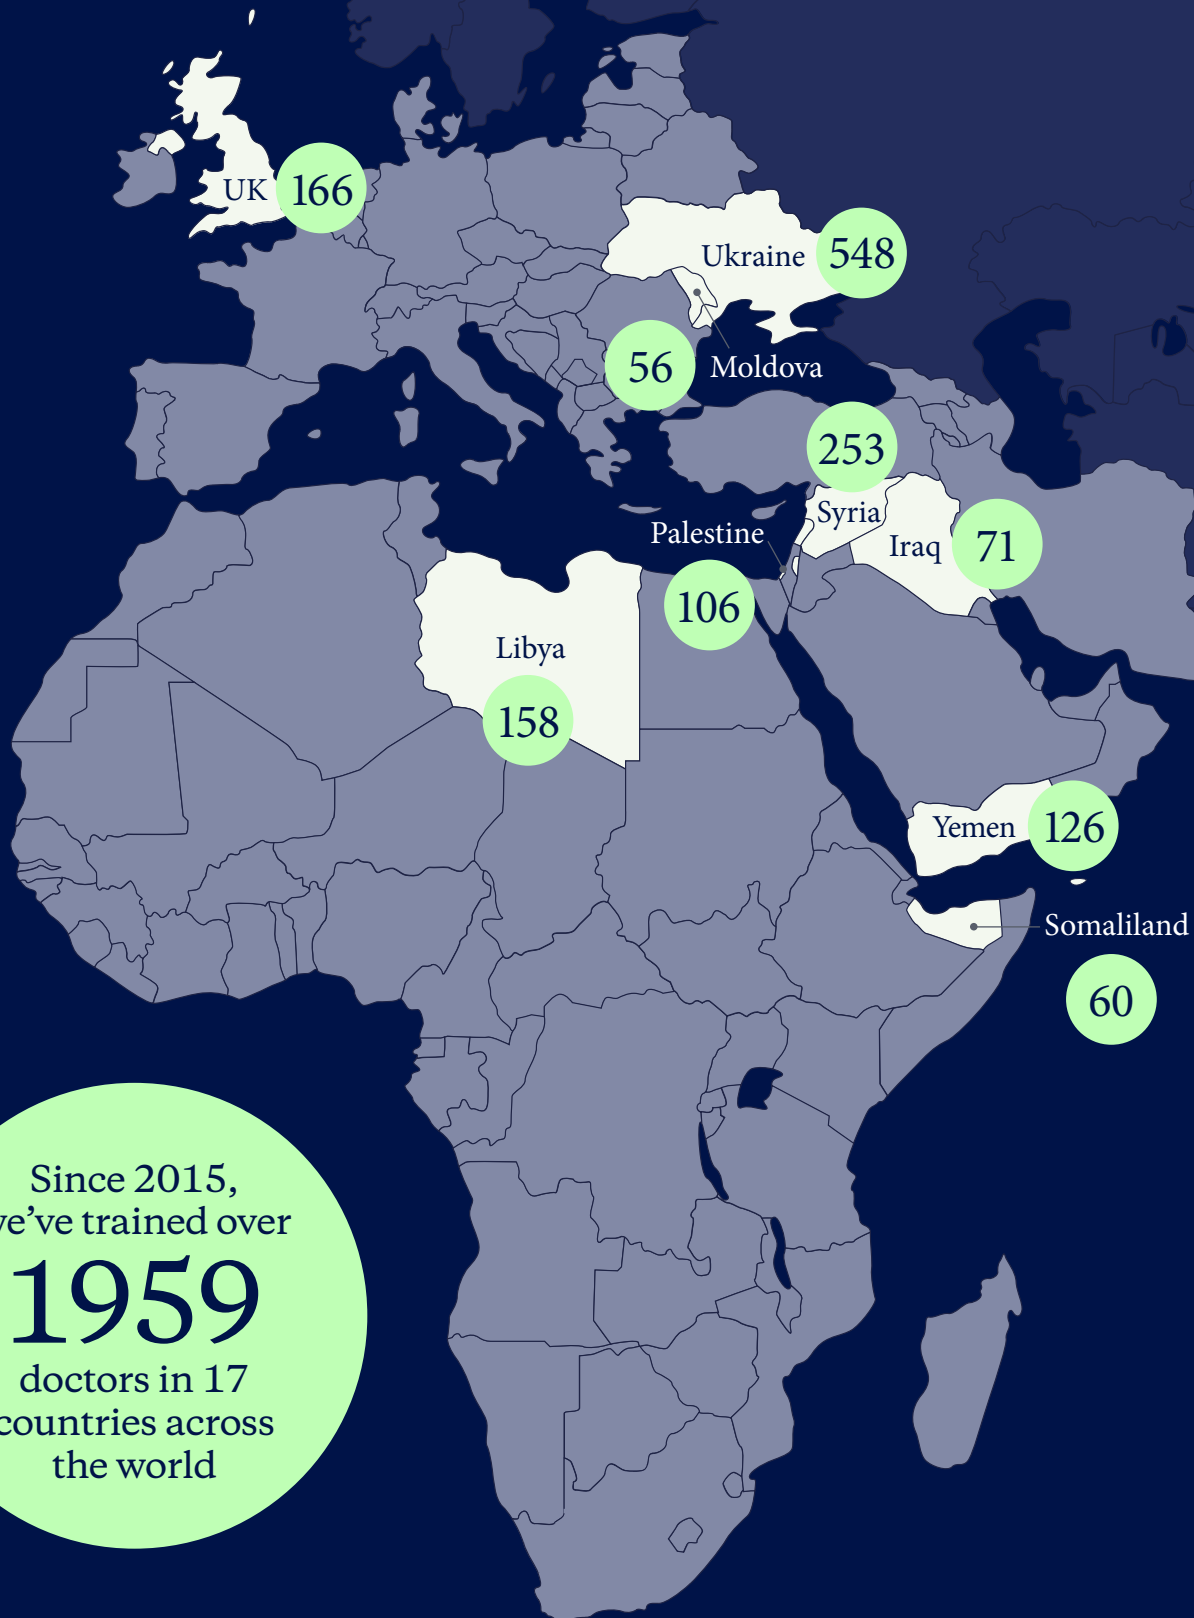 UK
166
Ukraine
548
56
Moldova
253
Syria
Palestine
Iraq
71
106
Libya
158
Yemen
126
Somaliland
60
Since 2015,
we’ve trained over
1959
doctors in 17
countries across
the world